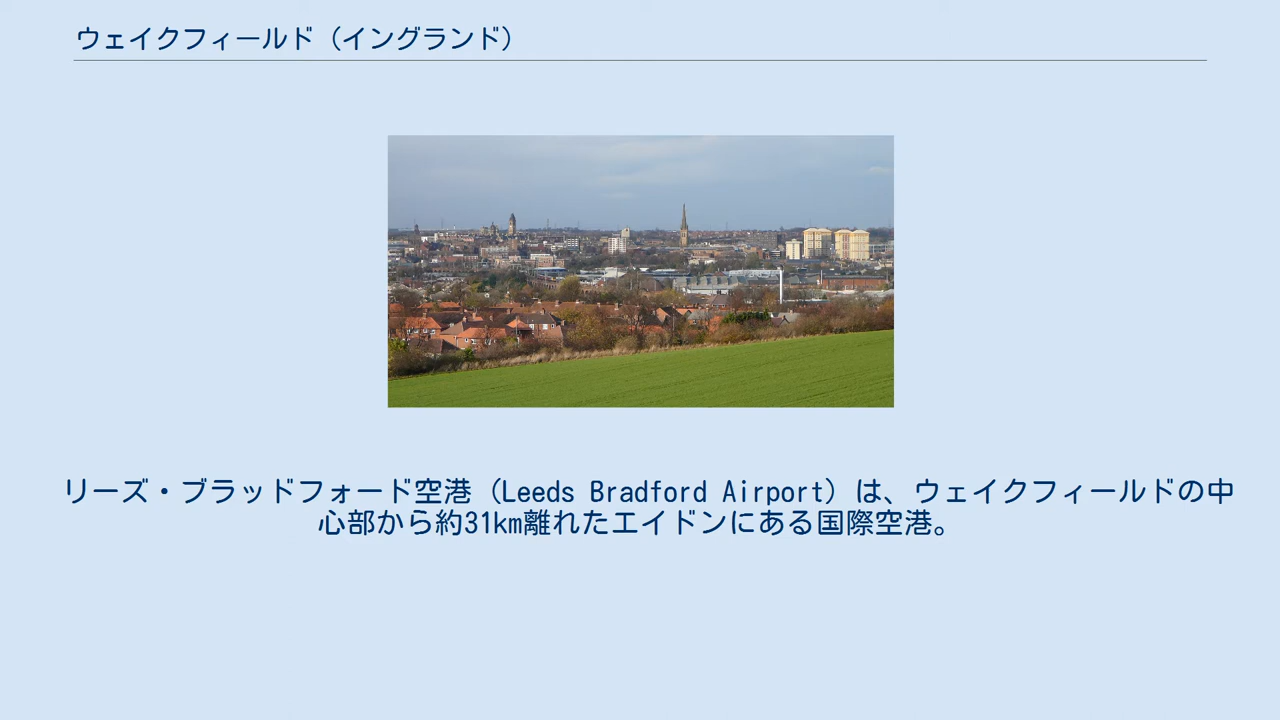 ウェイクフィールド（イングランド）
リーズ・ブラッドフォード空港（Leeds Bradford Airport）は、ウェイクフィールドの中
心部から約31km離れたエイドンにある国際空港。